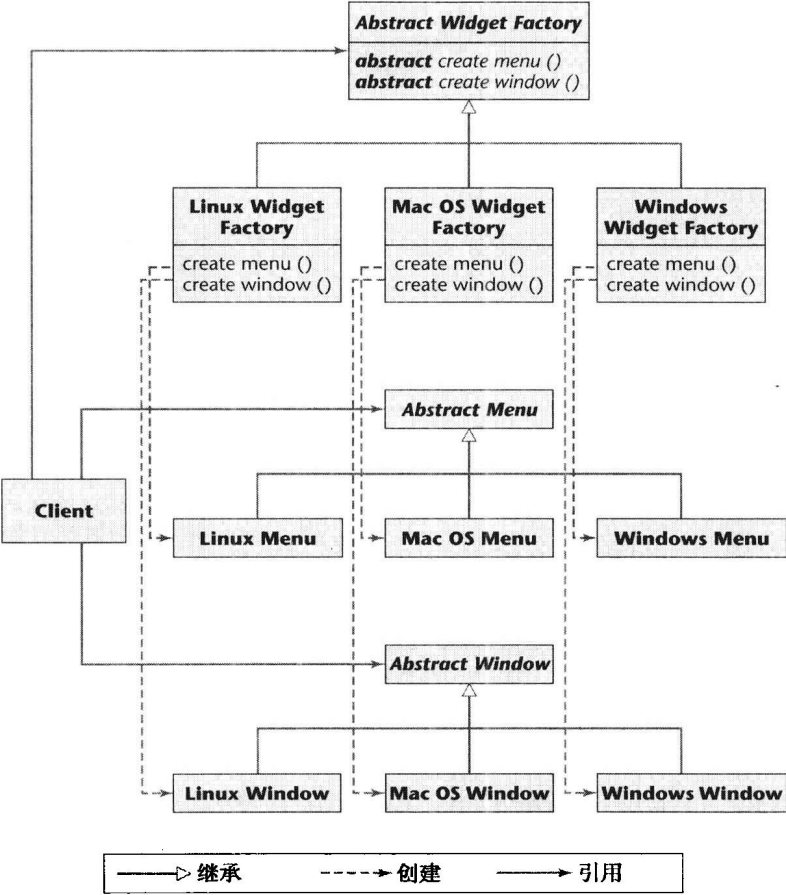 Abstract Widget Factory
abstract create menu ()
abstract create window ()
Linux Widget
Factory
create menu ()
create window ()
Mac OS Widget
Factory
create menu ()
create window ()
Windows
Widget Factory
create menu ()
create window ()
Abstract Menu
Client
Linux Menu
Mac OS Menu
Windows Menu
Abstract Window
Linux Window
Mac OS Window
Windows Window
继承
创建
引用